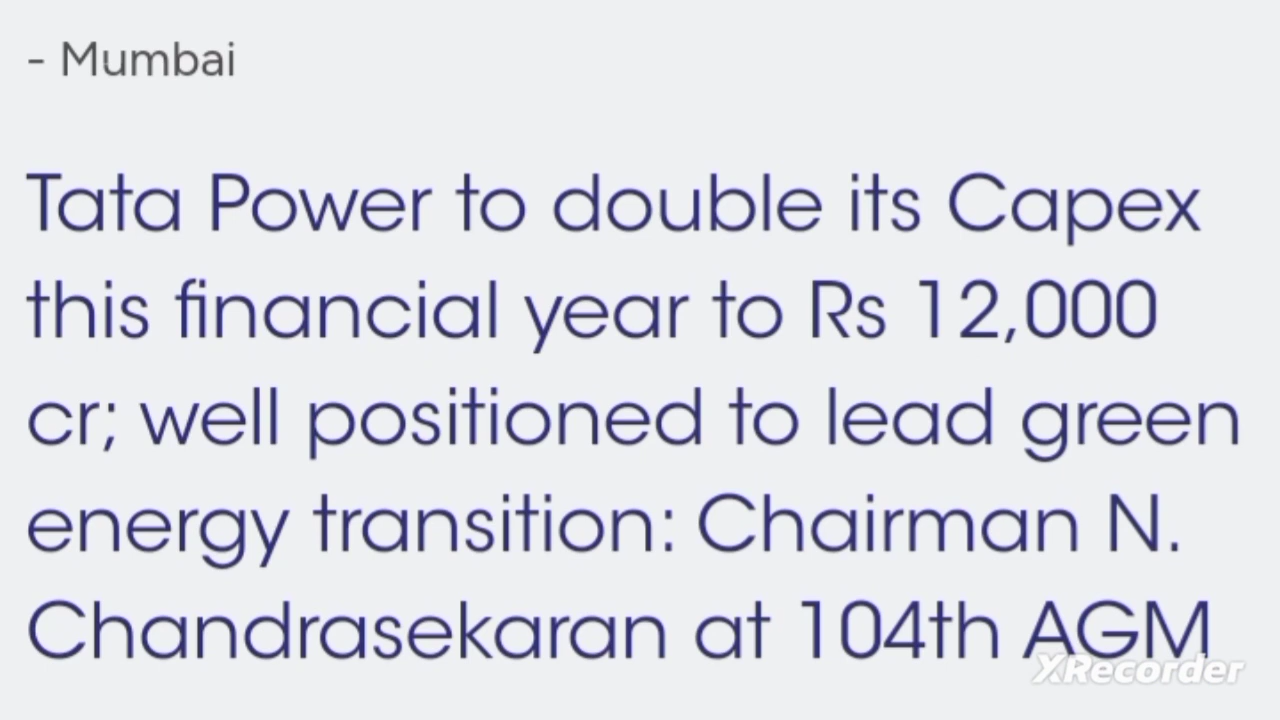 - Mumbai
Tata Power to double its Capex
this financial year to Rs 12,000
cr; well positioned to lead green
energy transition: Chairman N.
Chandrasekaran at 104th AGM
XRecorder